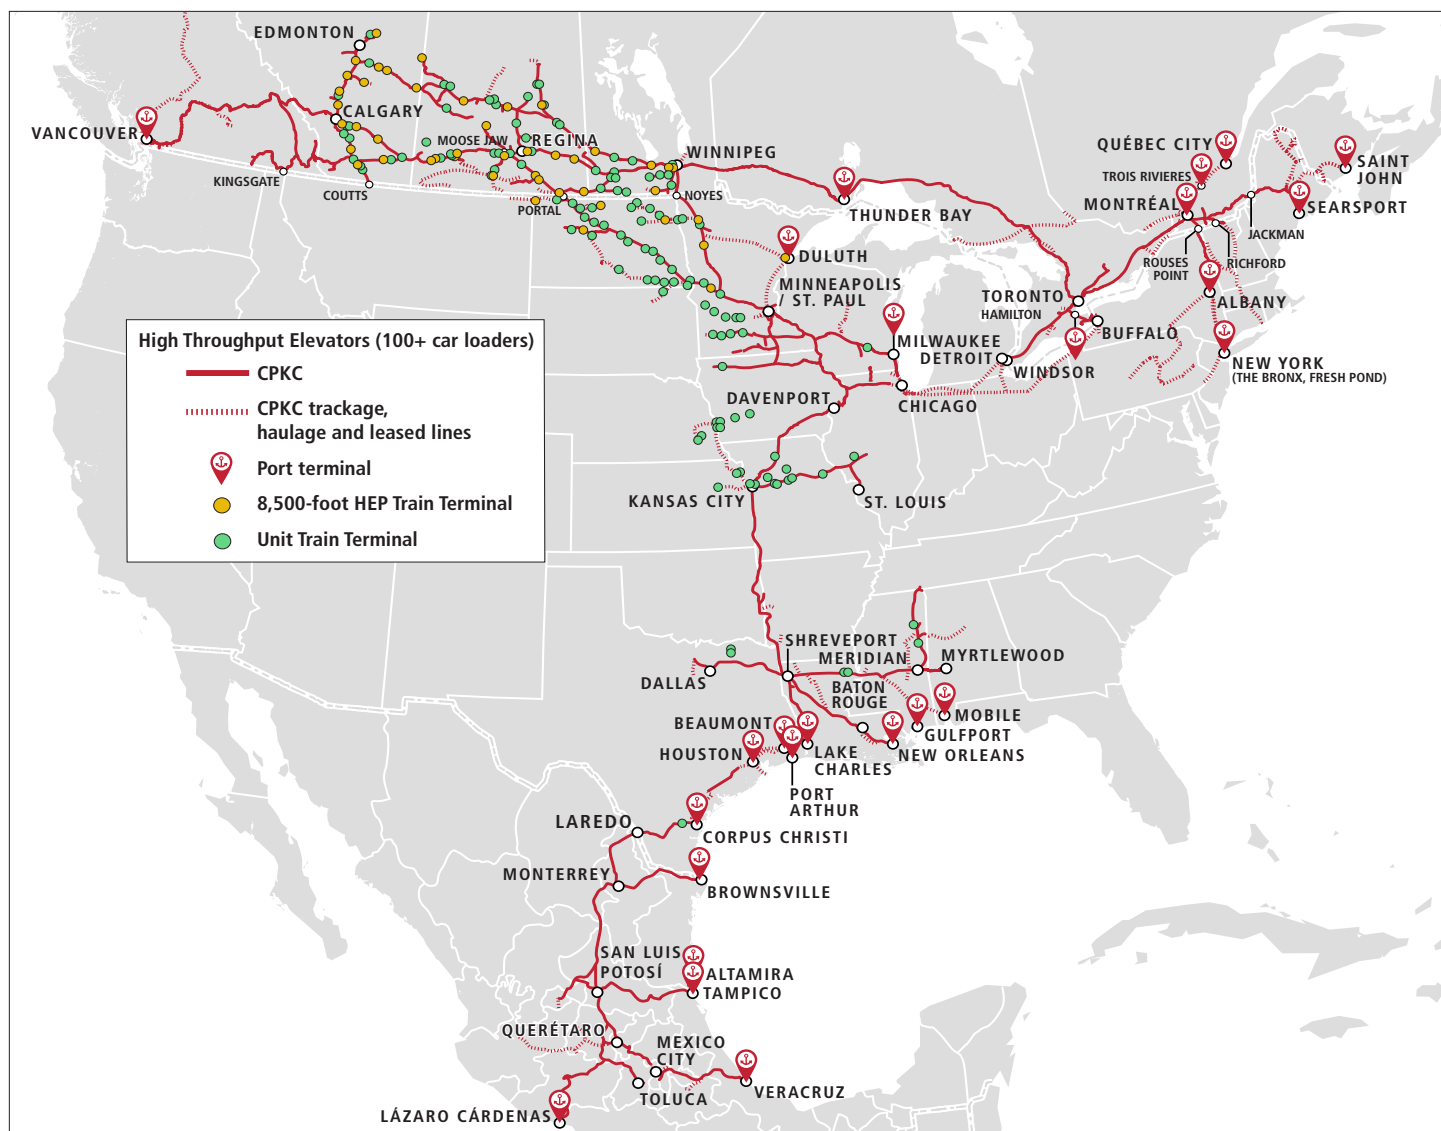 EDMONTON
CALGARY
VANCOUVER
MOOSE JAW
REGINA
WINNIPEG
KINGSGATE
COUTTS
PORTAL
NOYES
THUNDER BAY
DULUTH
MINNEAPOLIS
/ ST. PAUL
QUÉBEC CITY
TROIS RIVIERES
MONTRÉAL
SAINT
JOHN
SEARSPORT
JACKMAN
ROUSES
POINT
RICHFORD
ALBANY
TORONTO
HAMILTON
BUFFALO
MILWAUKEE
DETROIT
WINDSOR
NEW YORK
(THE BRONX, FRESH POND)
CHICAGO
DAVENPORT
High Throughput Elevators (100+ car loaders)
CPKC
CPKC trackage,
haulage and leased lines
Port terminal
8,500-foot HEP Train Terminal
Unit Train Terminal
KANSAS CITY
ST. LOUIS
SHREVEPORT
MERIDIAN
MYRTLEWOOD
DALLAS
BATON
ROUGE
MOBILE
GULFPORT
NEW ORLEANS
BEAUMONT
HOUSTON
LAKE
CHARLES
PORT
ARTHUR
LAREDO
CORPUS CHRISTI
MONTERREY
BROWNSVILLE
SAN LUIS
POTOSÍ
ALTAMIRA
TAMPICO
QUERÉTARO
MEXICO
CITY
TOLUCA
VERACRUZ
LÁZARO CÁRDENAS